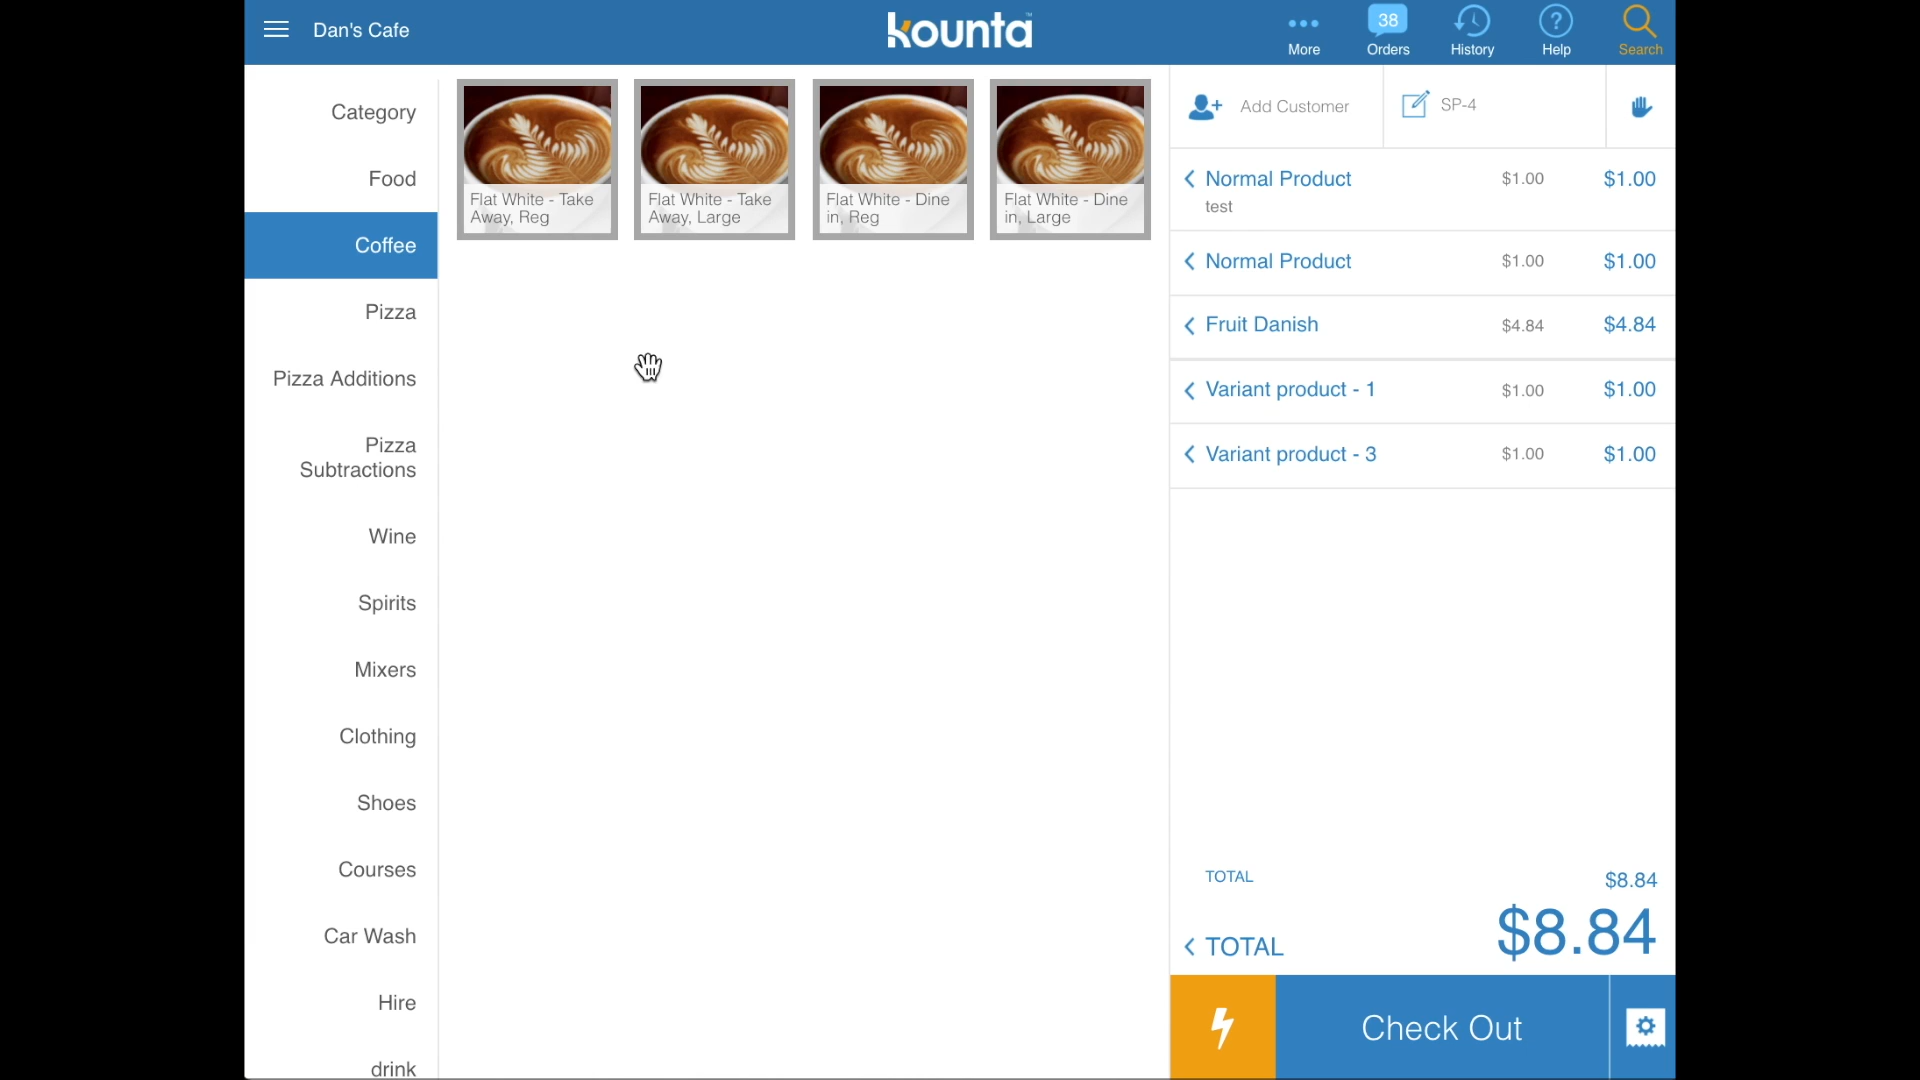 Dan's Cafe
kounta
More
38
Orders
History
?
Help
Search
Category
Food
Coffee
Pizza
Pizza Additions
Pizza
Subtractions
Wine
Spirits
Mixers
Clothing
Shoes
Courses
Car Wash
Hire
drink
Flat White - Take
Away, Reg
Flat White - Take
Away, Large
Flat White - Dine
in, Reg
Flat White - Dine
in, Large
Add Customer
SP-4
Normal Product $1.00 $1.00
test
Normal Product $1.00 $1.00
Fruit Danish $4.84 $4.84
Variant product - 1 $1.00 $1.00
Variant product - 3 $1.00 $1.00
TOTAL $8.84
TOTAL $8.84
Check Out